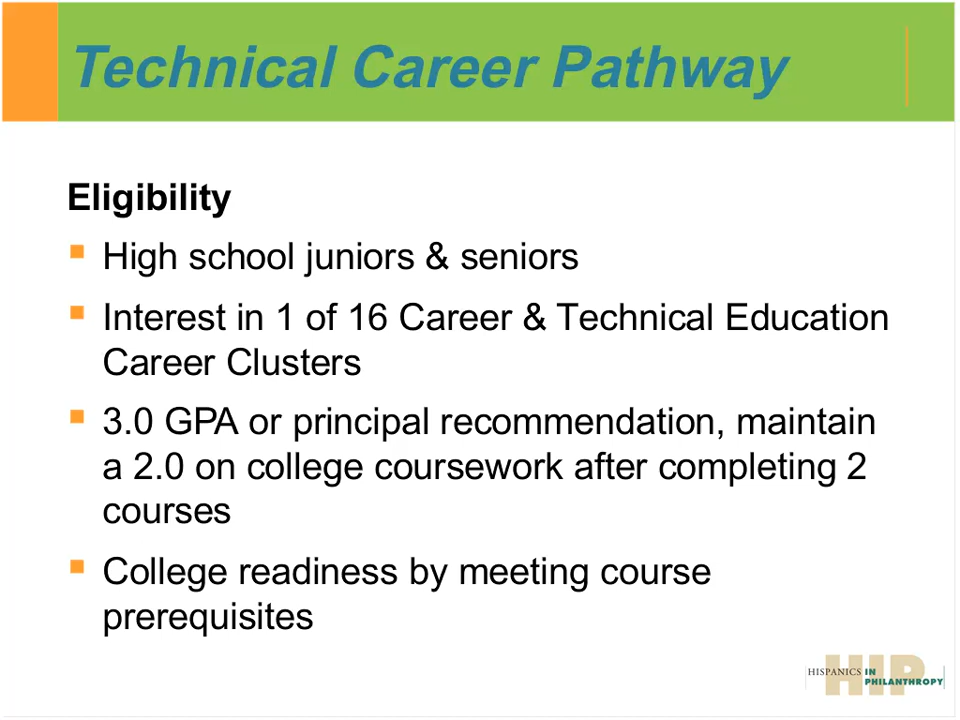 Technical Career Pathway
Eligibility
High school juniors & seniors
Interest in 1 of 16 Career & Technical Education
Career Clusters
3.0 GPA or principal recommendation, maintain
a 2.0 on college coursework after completing 2
courses
College readiness by meeting course
prerequisites
HIP
HISPANICS IN
PHILANTHROPY